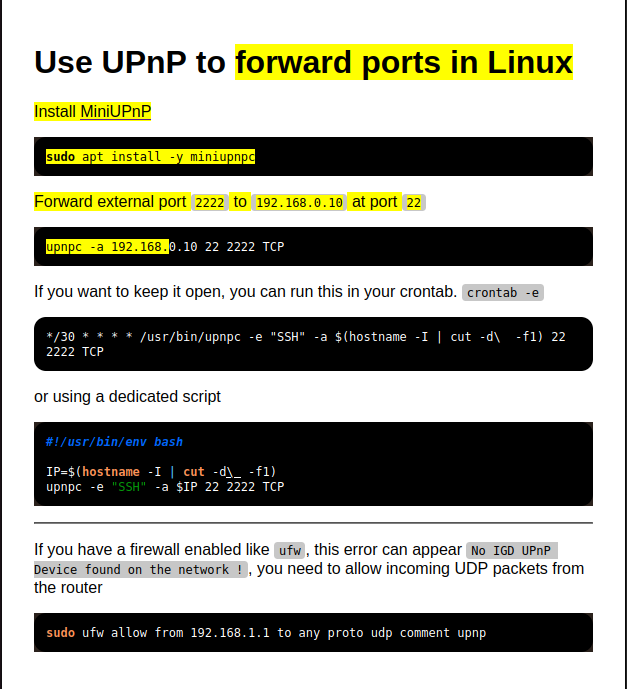 Use UPnP to forward ports in Linux
Install MiniUPnP
sudo apt install -y miniupnpc
Forward external port 2222 to 192.168.0.10 at port 22
upnpc -a 192.168.0.10 22 2222 TCP
If you want to keep it open, you can run this in your crontab. crontab -e
*/30 * * * * /usr/bin/upnpc -e "SSH" -a $(hostname -I | cut -d\  -f1) 22
2222 TCP
or using a dedicated script
#!/usr/bin/env bash
IP=$(hostname -I | cut -d\_ -f1)
upnpc -e "SSH" -a $IP 22 2222 TCP
If you have a firewall enabled like ufw, this error can appear No IGD UPnP
Device found on the network !, you need to allow incoming UDP packets from
the router
sudo ufw allow from 192.168.1.1 to any proto udp comment upnp